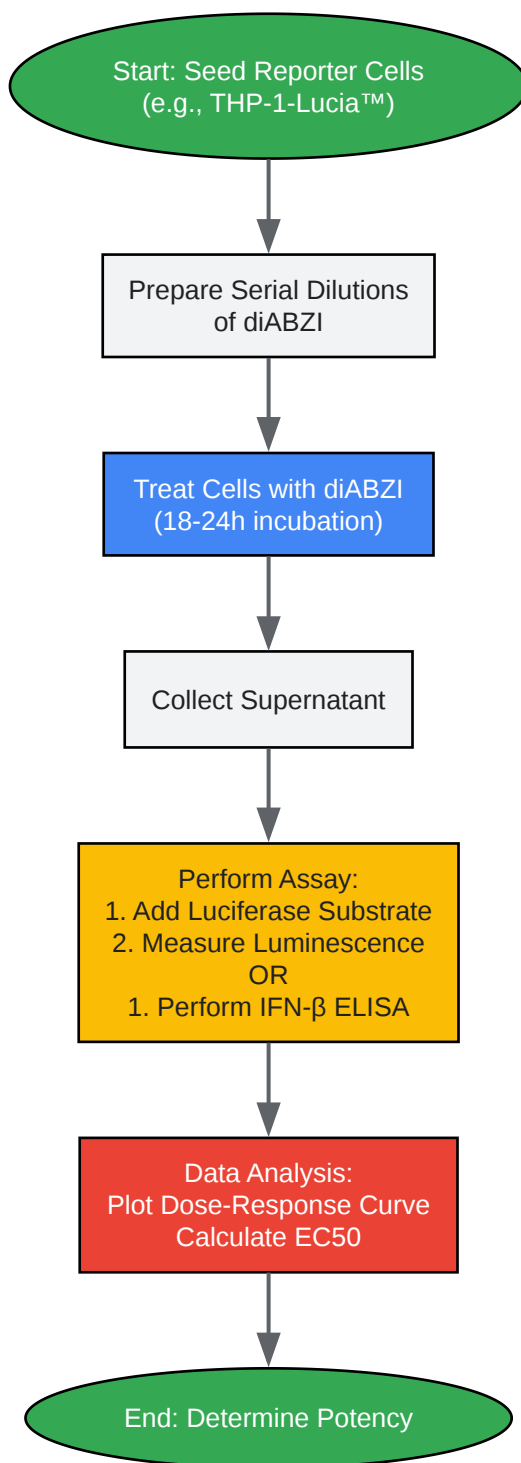 Start: Seed Reporter Cells
(e.g., THP-1-Lucia™)
Prepare Serial Dilutions
of diABZI
Treat Cells with diABZI
(18-24h incubation)
Collect Supernatant
Perform Assay:
1. Add Luciferase Substrate
2. Measure Luminescence
OR
1. Perform IFN-β ELISA
Data Analysis:
Plot Dose-Response Curve
Calculate EC50
End: Determine Potency